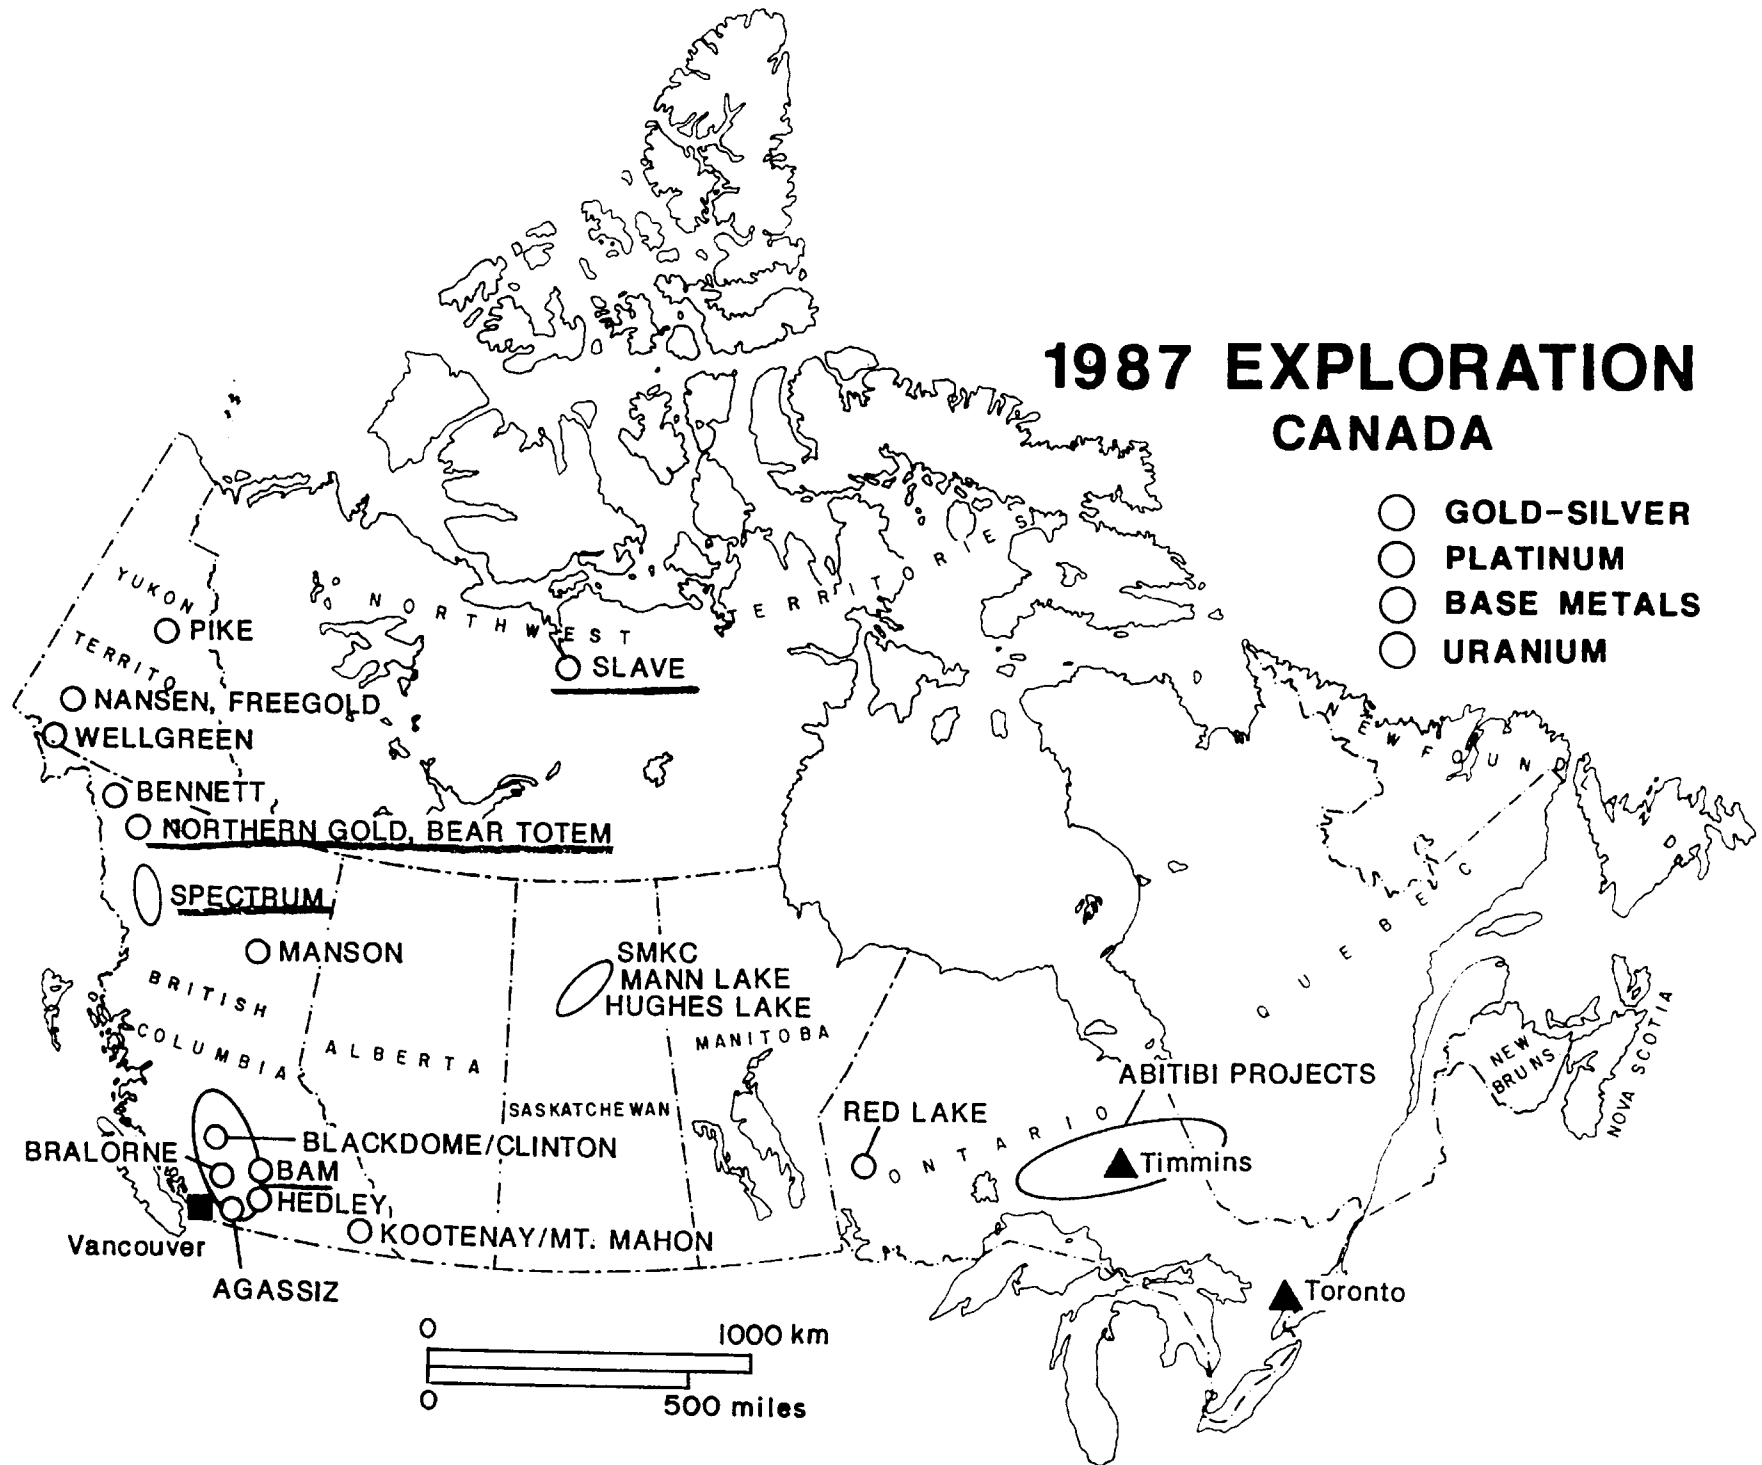 1987 EXPLORATION
CANADA
GOLD-SILVER
PLATINUM
BASE METALS
URANIUM
YUKON
TERRITO
NORTHWEST
TERRITORIES
PIKE
SLAVE
NANSEN, FREEGOLD
WELLGREEN
BENNETT
NORTHERN GOLD, BEAR TOTEM
SPECTRUM
NEWFOUND
MANSON
SMKC
MANN LAKE
HUGHES LAKE
BRITISH
COLUMBIA
ALBERTA
MANITOBA
SASKATCHEWAN
QUEBEC
NEW
BRUNS
NOVA SCOTIA
ABITIBI PROJECTS
RED LAKE
ONTARIO
Timmins
BRALORNE
BLACKDOME/CLINTON
BAM
HEDLEY
KOOTENAY/MT. MAHON
Vancouver
AGASSIZ
Toronto
0 1000 km
0 500 miles